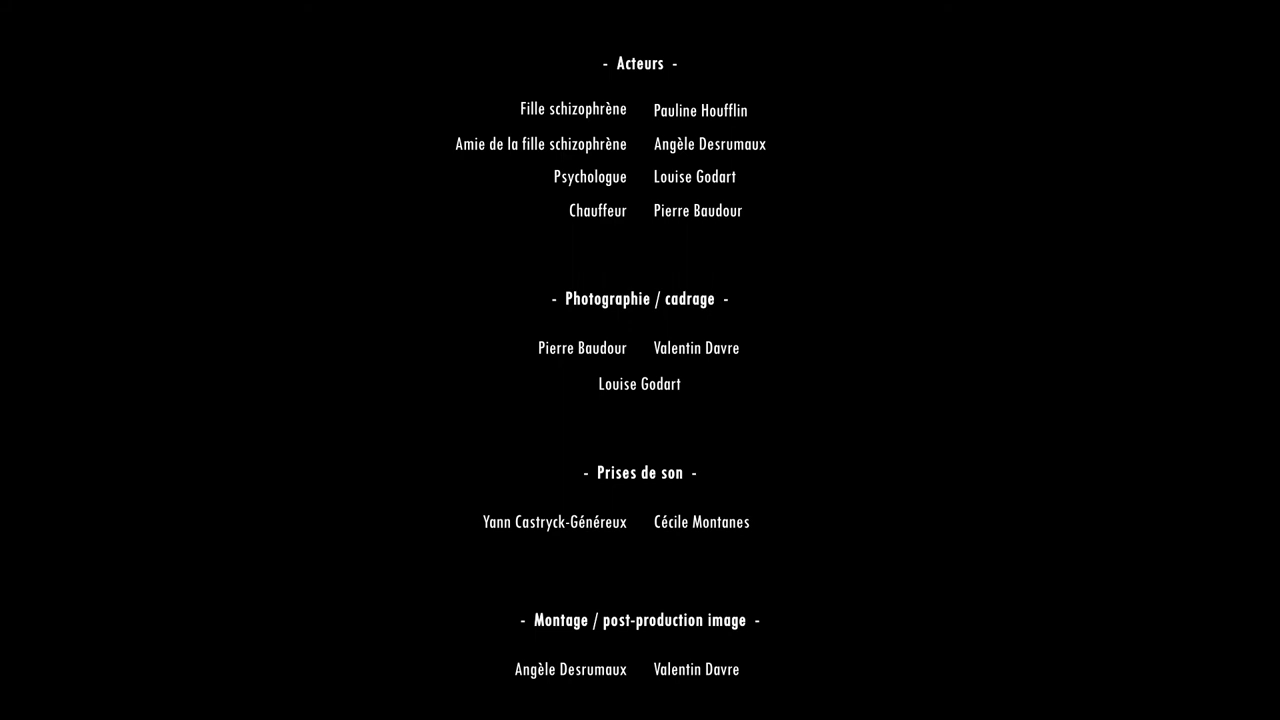 - Acteurs -
Fille schizophrène Pauline Houfflin
Amie de la fille schizophrène Angèle Desrumaux
Psychologue Louise Godart
Chauffeur Pierre Baudour
- Photographie / cadrage -
Pierre Baudour Valentin Davre
Louise Godart
- Prises de son -
Yann Castryck-Généreux Cécile Montanes
- Montage / post-production image -
Angèle Desrumaux Valentin Davre